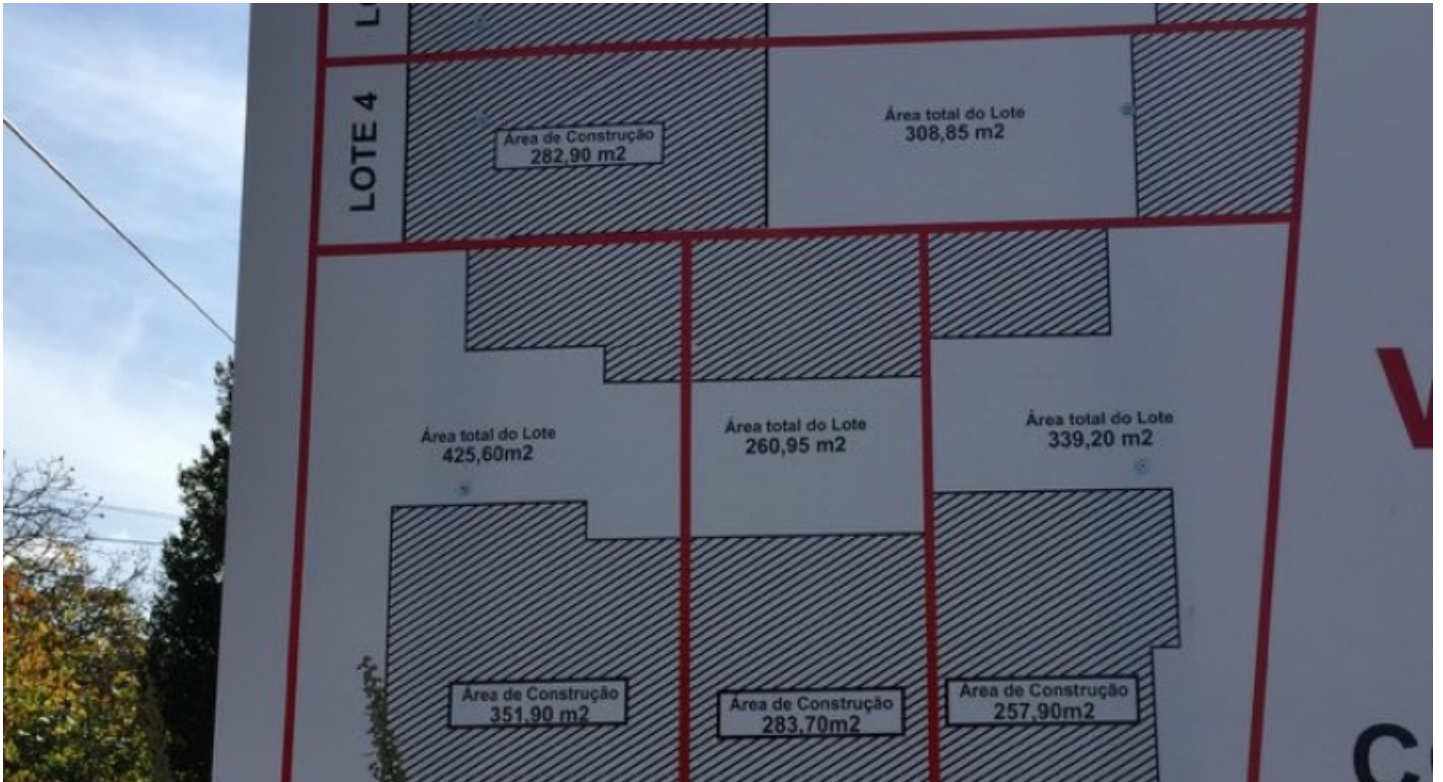 LOTE 4
Área de Construção
282,90 m2
Área total do Lote
308,85 m2
Área total do Lote
425,60m2
Área total do Lote
260,95 m2
Área total do Lote
339,20 m2
Área de Construção
351,90 m2
Área de Construção
283,70m2
Área de Construção
257,90m2